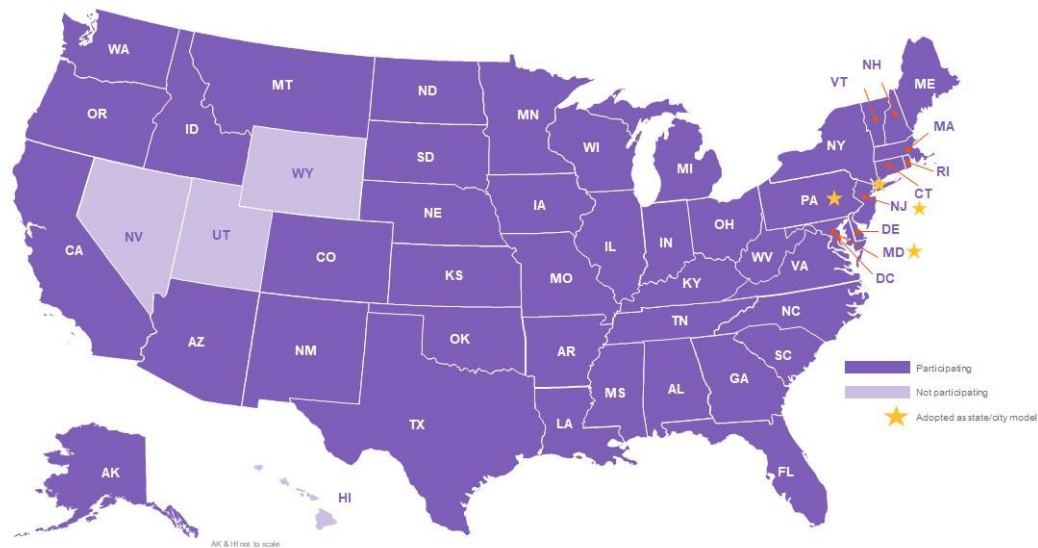 WA
OR
CA
ID
NV
MT
WY
UT
AZ
CO
NM
ND
SD
NE
KS
OK
TX
MN
IA
MO
AR
LA
WI
IL
MS
MI
IN
KY
TN
AL
OH
WV
VA
NC
SC
GA
FL
PA
NY
VT
NH
ME
MA
RI
CT
NJ
DE
MD
DC
AK
HI
AK & HI not to scale
Participating
Not participating
Adopted as state/city model